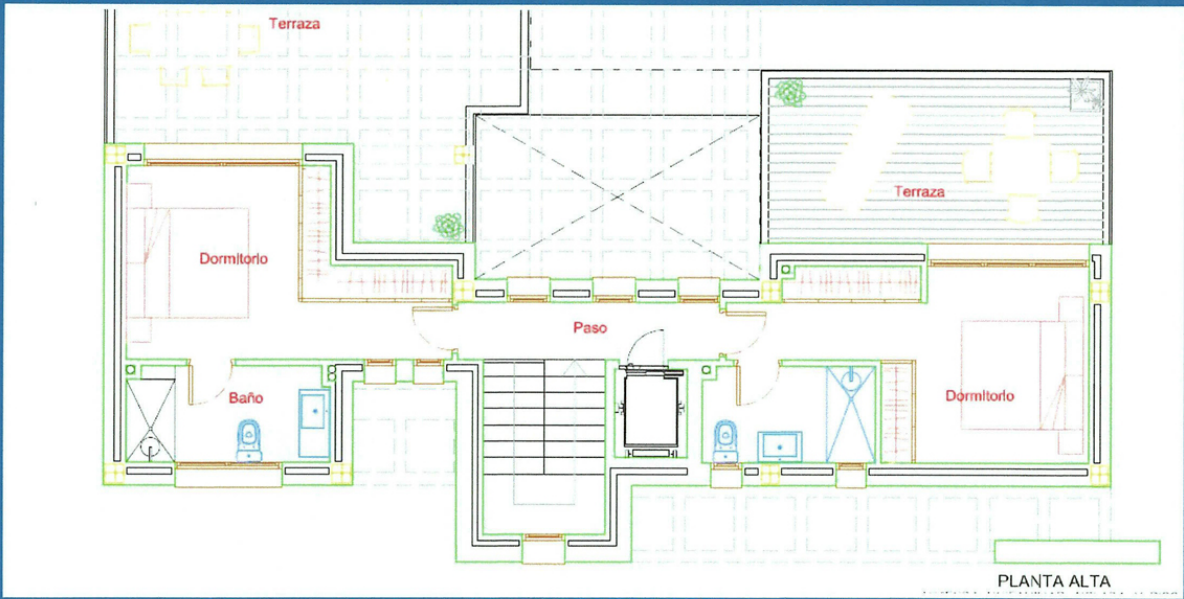 Terraza
Terraza
Dormitorio
Paso
Baño
Dormitorio
PLANTA ALTA